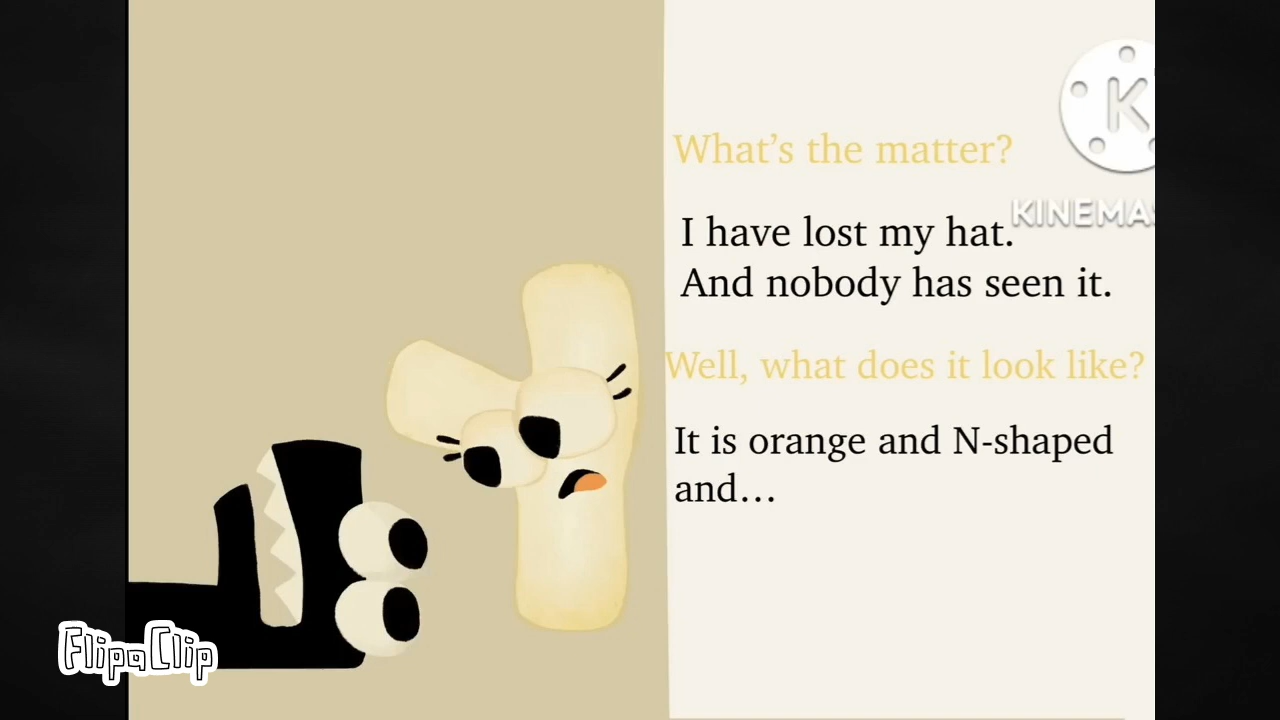 What's the matter?
I have lost my hat.
And nobody has seen it.
Well, what does it look like?
It is orange and N-shaped
and...
K
KINEMAS
FlipaClip